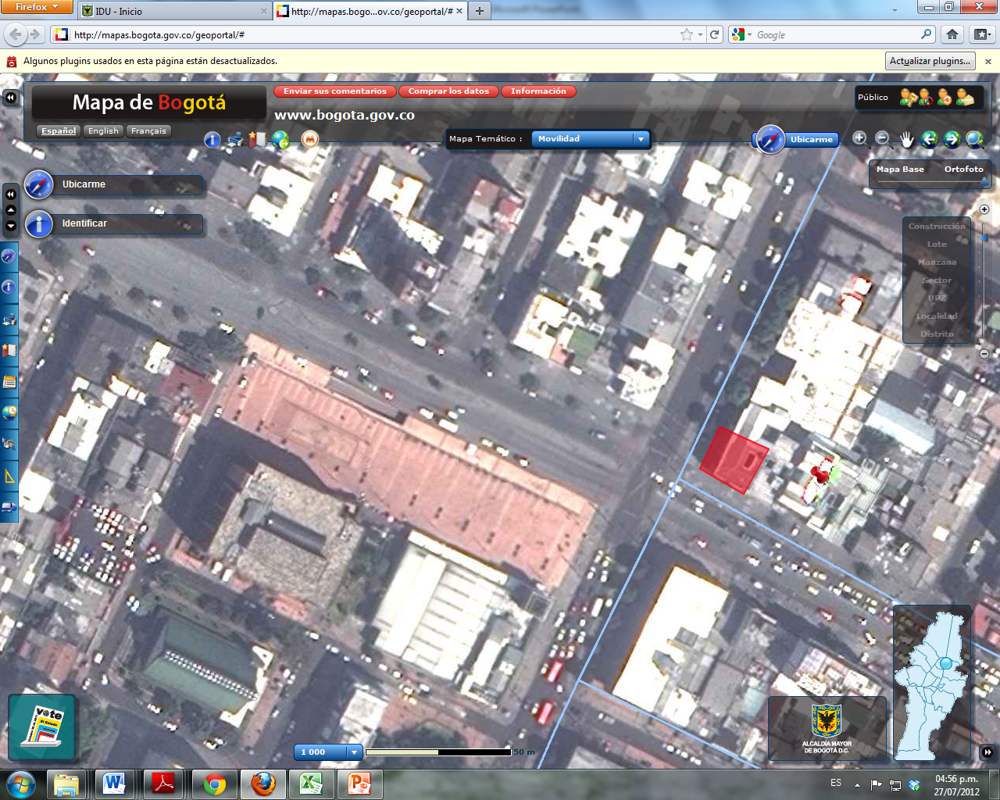 Firefox
IDU - Inicio
http://mapas.bogo...ov.co/geoportal/#
Microsoft PowerPoint
http://mapas.bogota.gov.co/geoportal/#
Google
Algunos plugins usados en esta página están desactualizados.
Actualizar plugins...
Mapa de Bogotá
Enviar sus comentarios
Comprar los datos
Información
www.bogota.gov.co
Público
Español
English
Français
Mapa Temático :
Movilidad
Ubicarme
Mapa Base
Ortofoto
Ubicarme
Identificar
Construcción
Lote
Manzana
Sector
UPZ
Localidad
Distrito
vote
ALCALDÍA MAYOR
DE BOGOTÁ D.C.
1 000
50 m
ES
04:56 p.m.
27/07/2012